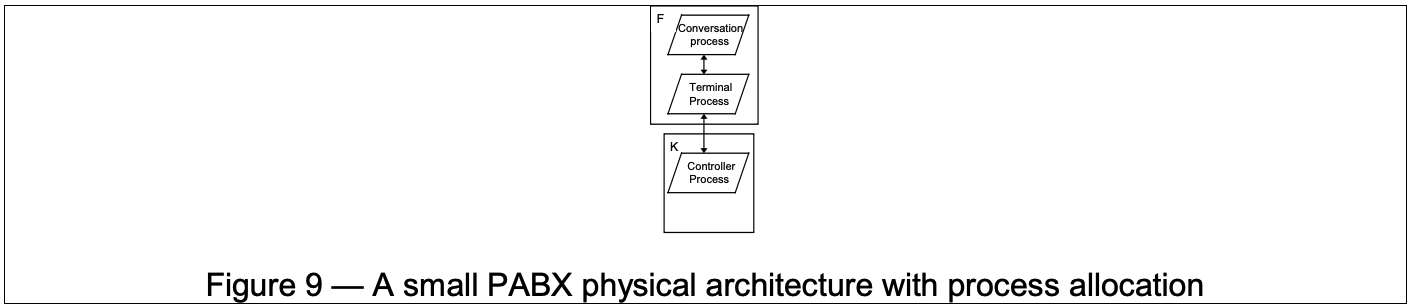 F
Conversation
process
Terminal
Process
K
Controller
Process
Figure 9 — A small PABX physical architecture with process allocation